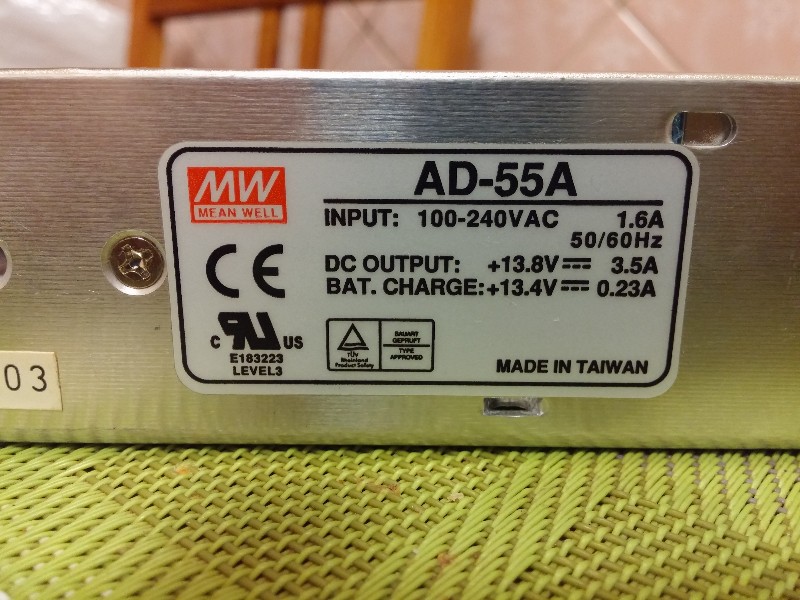 AD-55A
MW
MEAN WELL
INPUT: 100-240VAC 1.6A
50/60Hz
DC OUTPUT: +13.8V⎓ 3.5A
BAT. CHARGE:+13.4V⎓ 0.23A
CE
c RU US
E183223
LEVEL3
TÜV
Rheinland
Product Safety
BAUART
GEPRUFT
TYPE
APPROVED
MADE IN TAIWAN
03